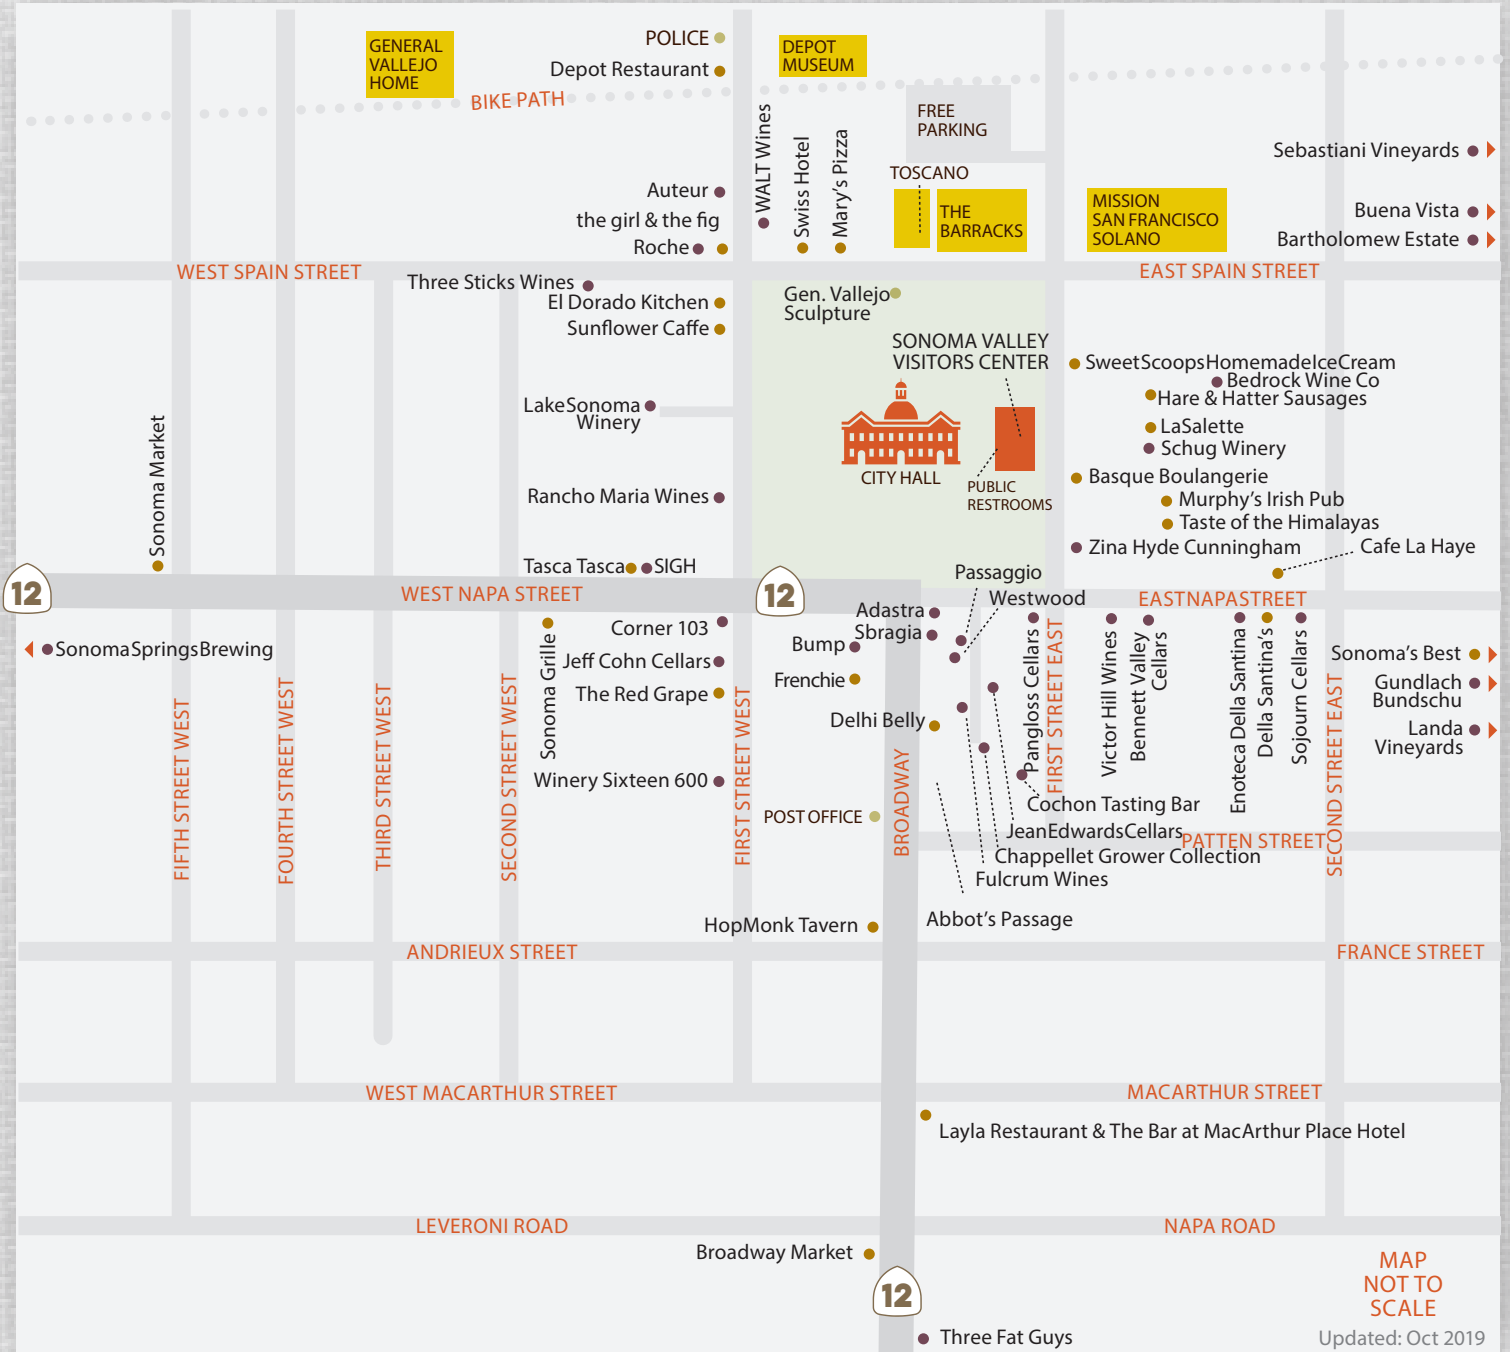 POLICE
GENERAL
VALLEJO
HOME
DEPOT
MUSEUM
Depot Restaurant
BIKE PATH
FREE
PARKING
WALT Wines
Swiss Hotel
Mary's Pizza
Sebastiani Vineyards
TOSCANO
Auteur
the girl & the fig
Roche
THE
BARRACKS
MISSION
SAN FRANCISCO
SOLANO
Buena Vista
Bartholomew Estate
WEST SPAIN STREET
EAST SPAIN STREET
Three Sticks Wines
El Dorado Kitchen
Sunflower Caffe
Gen. Vallejo
Sculpture
SONOMA VALLEY
VISITORS CENTER
SweetScoopsHomemadeIceCream
Bedrock Wine Co
Hare & Hatter Sausages
LaSalette
Schug Winery
LakeSonoma
Winery
Sonoma Market
CITY HALL
PUBLIC
RESTROOMS
Basque Boulangerie
Murphy's Irish Pub
Taste of the Himalayas
Rancho Maria Wines
Zina Hyde Cunningham
Cafe La Haye
Tasca Tasca
SIGH
Passaggio
Westwood
12
WEST NAPA STREET
12
EASTNAPASTREET
Adastra
Sbragia
Corner 103
Bump
SonomaSpringsBrewing
Sonoma Grille
Jeff Cohn Cellars
The Red Grape
Frenchie
Delhi Belly
Pangloss Cellars
FIRST STREET EAST
Victor Hill Wines
Bennett Valley
Cellars
Enoteca Della Santina
Della Santina's
Sojourn Cellars
SECOND STREET EAST
Sonoma's Best
Gundlach
Bundschu
Landa
Vineyards
FIFTH STREET WEST
FOURTH STREET WEST
THIRD STREET WEST
SECOND STREET WEST
FIRST STREET WEST
BROADWAY
Winery Sixteen 600
POST OFFICE
Cochon Tasting Bar
JeanEdwardsCellars
PATTEN STREET
Chappellet Grower Collection
Fulcrum Wines
Abbot's Passage
HopMonk Tavern
ANDRIEUX STREET
FRANCE STREET
WEST MACARTHUR STREET
MACARTHUR STREET
Layla Restaurant & The Bar at MacArthur Place Hotel
LEVERONI ROAD
NAPA ROAD
Broadway Market
12
MAP
NOT TO
SCALE
Three Fat Guys
Updated: Oct 2019